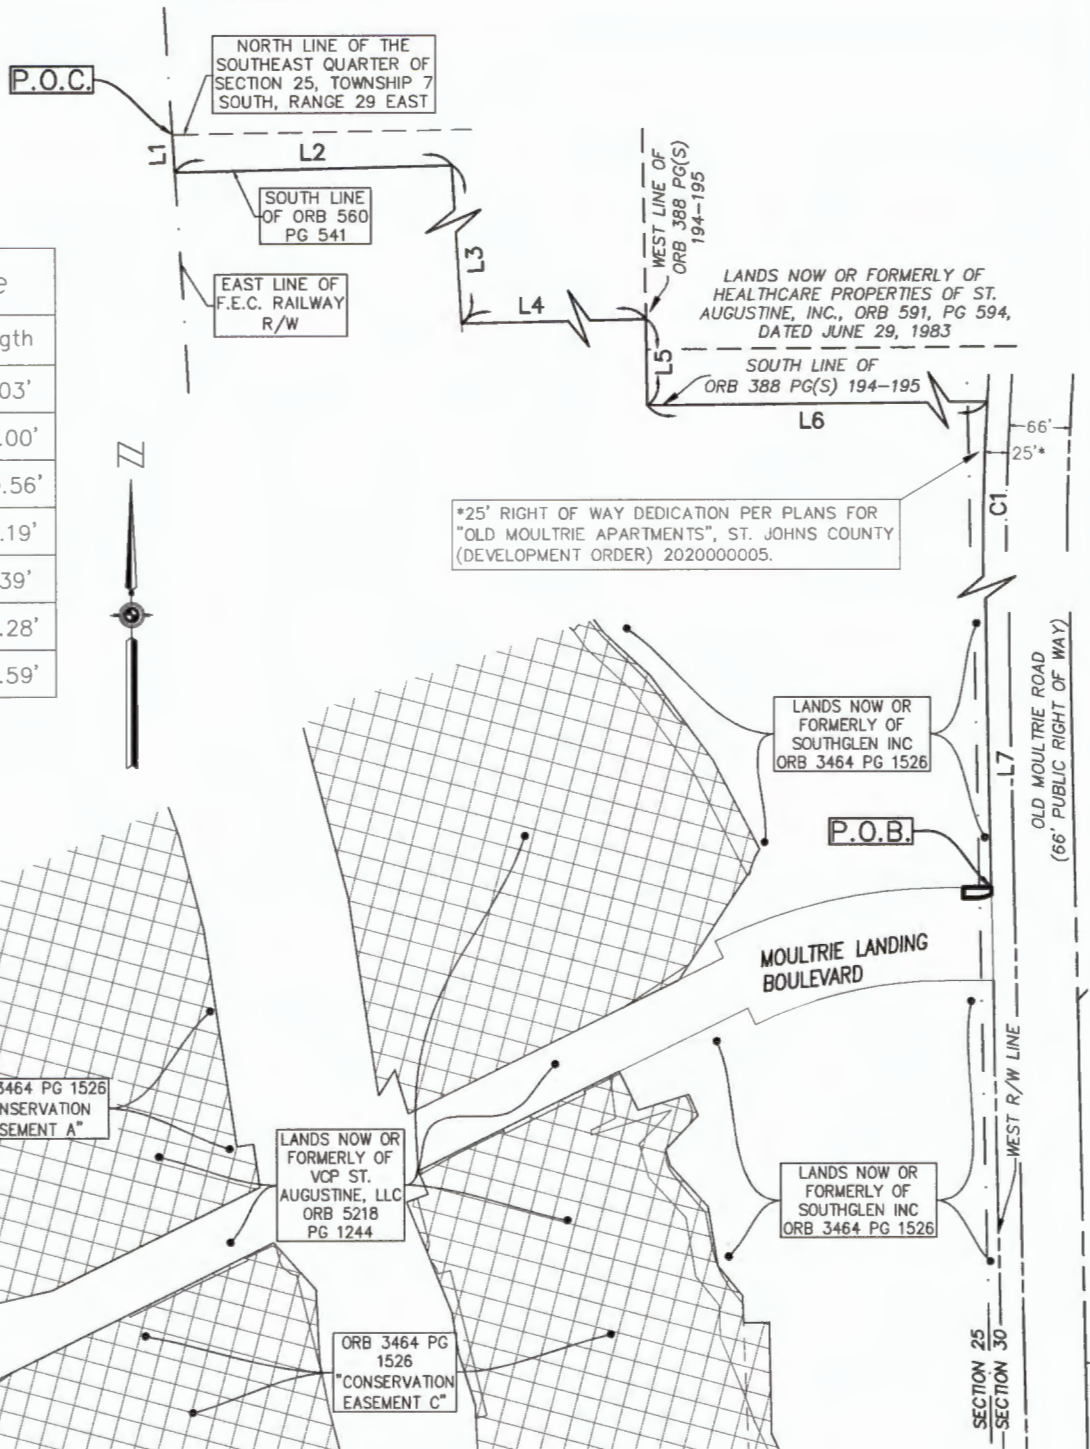 P.O.C.
NORTH LINE OF THE
SOUTHEAST QUARTER OF
SECTION 25, TOWNSHIP 7
SOUTH, RANGE 29 EAST
L1
L2
SOUTH LINE
OF ORB 560
PG 541
WEST LINE OF
ORB 388 PG(S)
194-195
L3
EAST LINE OF
F.E.C. RAILWAY
R/W
L4
LANDS NOW OR FORMERLY OF
HEALTHCARE PROPERTIES OF ST.
AUGUSTINE, INC., ORB 591, PG 594,
DATED JUNE 29, 1983
L5
SOUTH LINE OF
ORB 388 PG(S) 194-195
L6
66'
25'*
C1
e
gth
03'
.00'
.56'
.19'
39'
.28'
.59'
*25' RIGHT OF WAY DEDICATION PER PLANS FOR
"OLD MOULTRIE APARTMENTS", ST. JOHNS COUNTY
(DEVELOPMENT ORDER) 2020000005.
LANDS NOW OR
FORMERLY OF
SOUTHGLEN INC
ORB 3464 PG 1526
L7
OLD MOULTRIE ROAD
(66' PUBLIC RIGHT OF WAY)
P.O.B.
MOULTRIE LANDING
BOULEVARD
WEST R/W LINE
3464 PG 1526
NSERVATION
SEMENT A"
LANDS NOW OR
FORMERLY OF
VCP ST.
AUGUSTINE, LLC
ORB 5218
PG 1244
LANDS NOW OR
FORMERLY OF
SOUTHGLEN INC
ORB 3464 PG 1526
ORB 3464 PG
1526
"CONSERVATION
EASEMENT C"
SECTION 25
SECTION 30